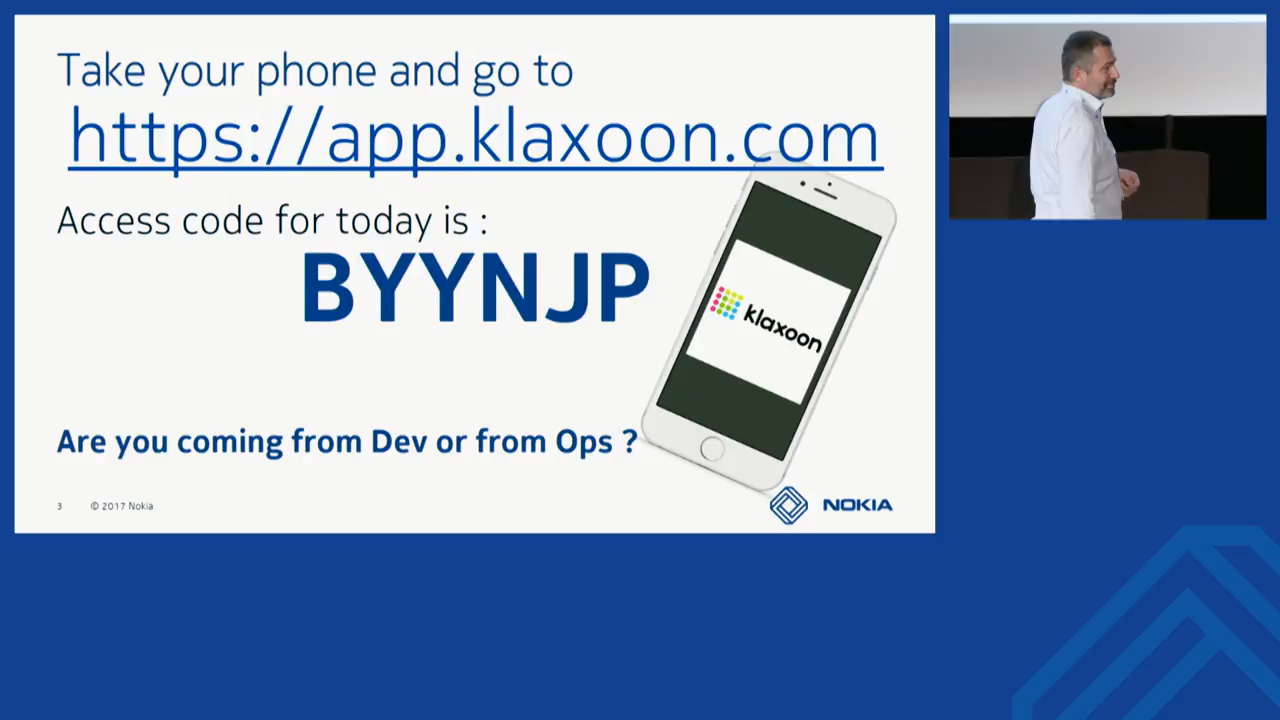 Take your phone and go to
https://app.klaxoon.com
Access code for today is :
BYYNJP
klaxoon
Are you coming from Dev or from Ops ?
3 © 2017 Nokia
NOKIA